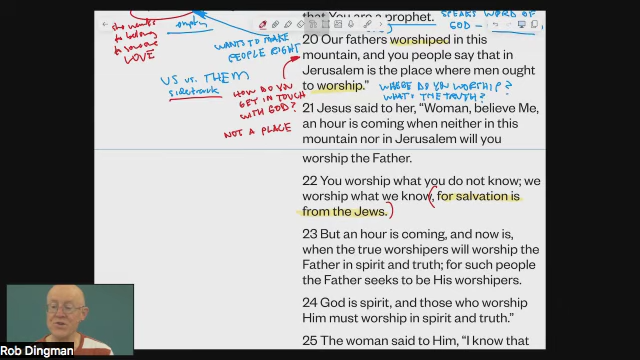 she wants
to belong
to someone
LOVE
empty
WANTS TO MAKE
PEOPLE RIGHT
US VS. THEM
sidetrack
HOW DO YOU
GET IN TOUCH
WITH GOD?
NOT A PLACE
that You are a prophet.
SPEAKS WORD OF
GOD
20 Our fathers worshiped in this
mountain, and you people say that in
Jerusalem is the place where men ought
to worship.”
WHERE DO YOU WORSHIP?
WHAT'S THE TRUTH?
21 Jesus said to her, “Woman, believe Me,
an hour is coming when neither in this
mountain nor in Jerusalem will you
worship the Father.
22 You worship what you do not know; we
worship what we know, for salvation is
from the Jews.
23 But an hour is coming, and now is,
when the true worshipers will worship the
Father in spirit and truth; for such people
the Father seeks to be His worshipers.
24 God is spirit, and those who worship
Him must worship in spirit and truth.”
25 The woman said to Him, “I know that
Rob Dingman